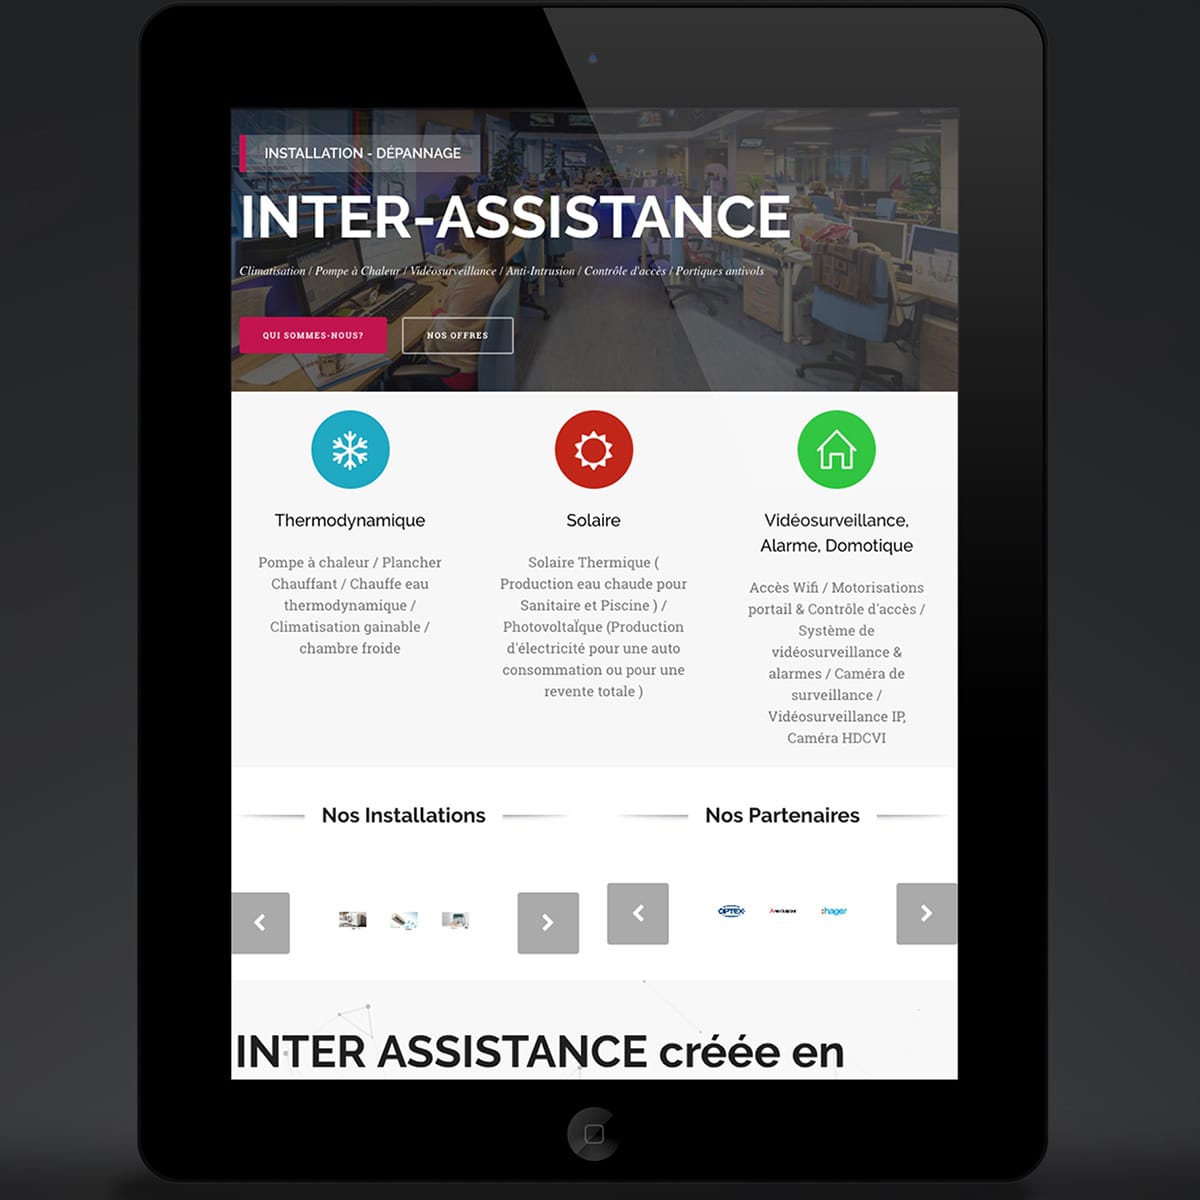 INSTALLATION - DÉPANNAGE
INTER-ASSISTANCE
Climatisation / Pompe à Chaleur / Vidéosurveillance / Anti-Intrusion / Contrôle d'accès / Portiques antivols
QUI SOMMES-NOUS?
NOS OFFRES
Thermodynamique
Pompe à chaleur / Plancher
Chauffant / Chauffe eau
thermodynamique /
Climatisation gainable /
chambre froide
Solaire
Solaire Thermique (
Production eau chaude pour
Sanitaire et Piscine ) /
PhotovoltaÏque (Production
d'électricité pour une auto
consommation ou pour une
revente totale )
Vidéosurveillance,
Alarme, Domotique
Accès Wifi / Motorisations
portail & Contrôle d'accès /
Système de
vidéosurveillance &
alarmes / Caméra de
surveillance /
Vidéosurveillance IP,
Caméra HDCVI
Nos Installations
Nos Partenaires
OPTEX
:hager
INTER ASSISTANCE créée en